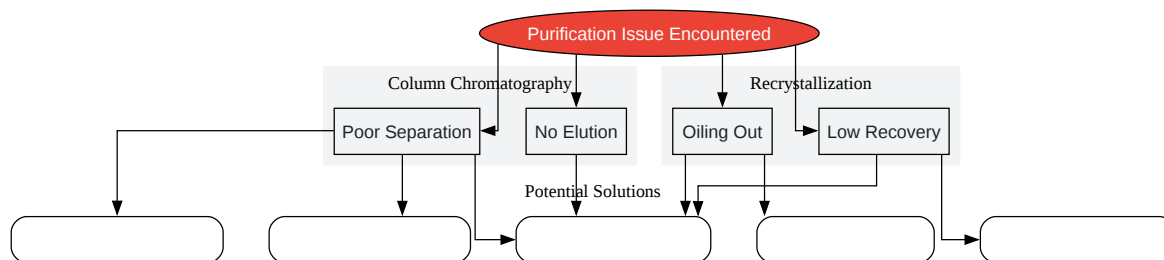 Purification Issue Encountered
Column Chromatography
Recrystallization
Poor Separation
No Elution
Oiling Out
Low Recovery
Potential Solutions